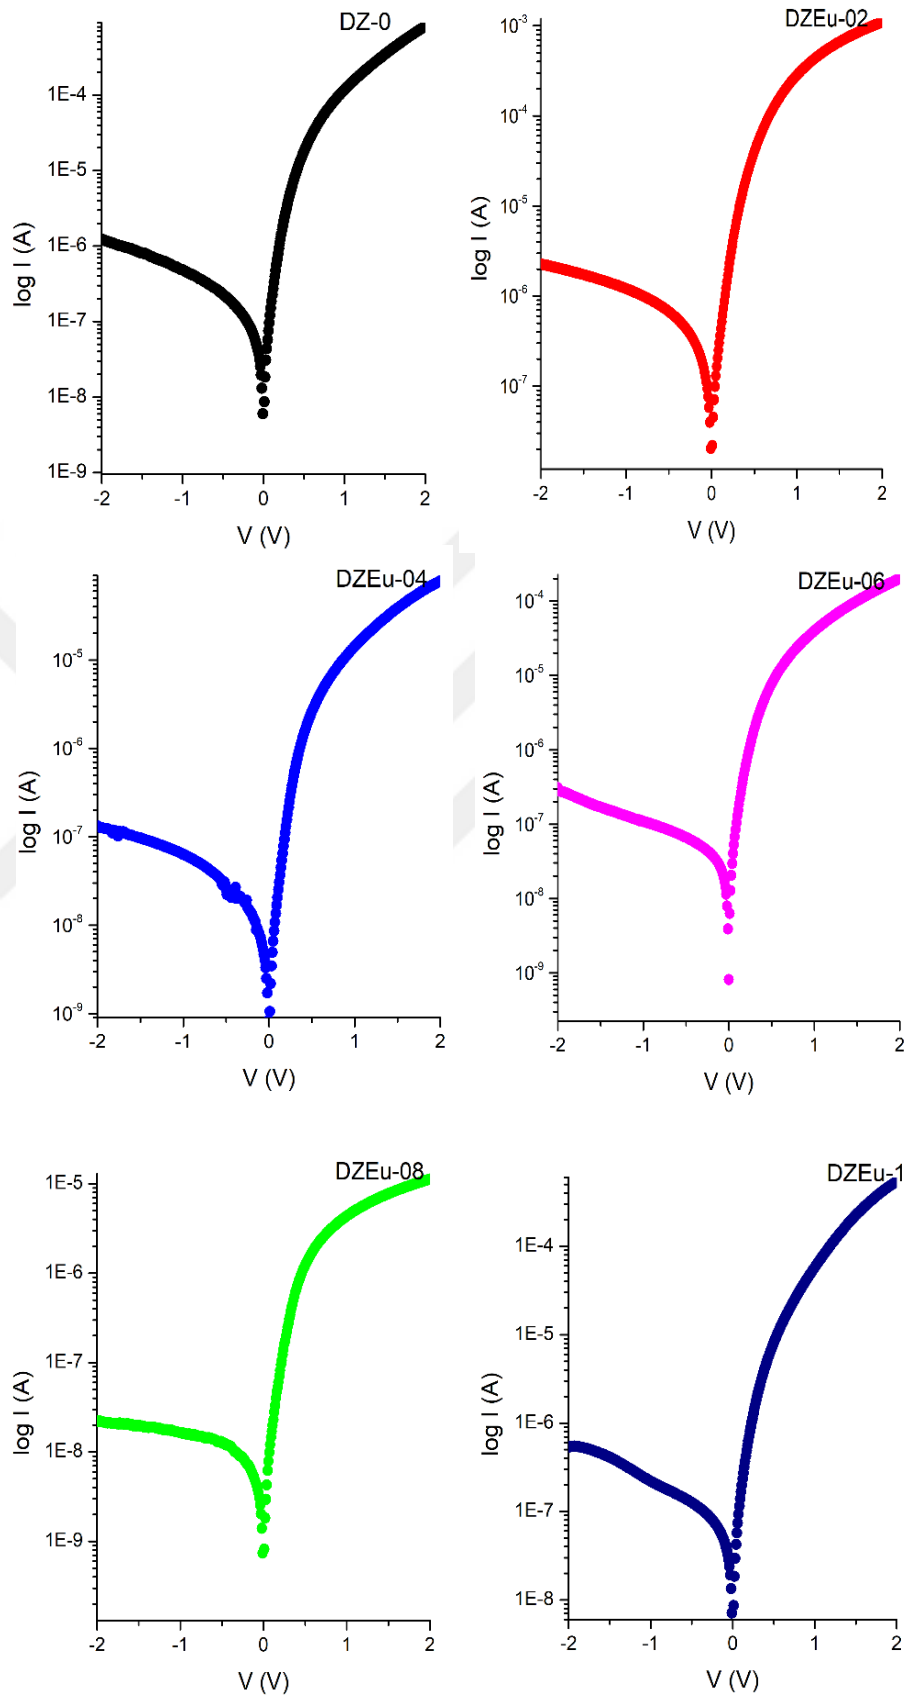 DZ-0
1E-4
1E-5
1E-6
1E-7
1E-8
1E-9
log I (A)
-2 -1 0 1 2
V (V)
DZEu-02
10-3
10-4
10-5
10-6
10-7
log I (A)
-2 -1 0 1 2
V (V)
DZEu-04
10-5
10-6
10-7
10-8
10-9
log I (A)
-2 -1 0 1 2
V (V)
DZEu-06
10-4
10-5
10-6
10-7
10-8
10-9
log I (A)
-2 -1 0 1 2
V (V)
DZEu-08
1E-5
1E-6
1E-7
1E-8
1E-9
log I (A)
-2 -1 0 1 2
V (V)
DZEu-1
1E-4
1E-5
1E-6
1E-7
1E-8
log I (A)
-2 -1 0 1 2
V (V)